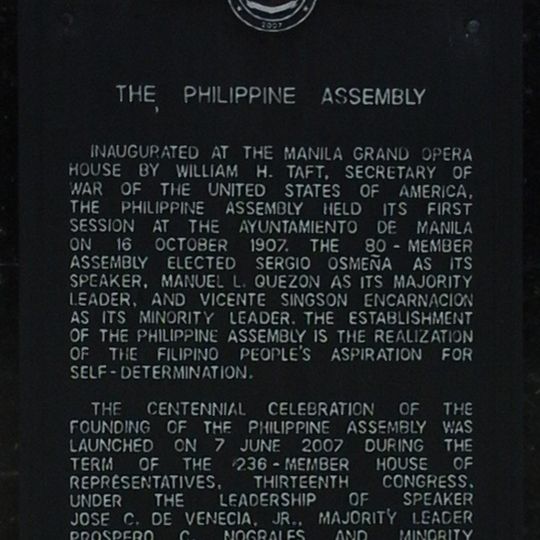 2007
THE PHILIPPINE ASSEMBLY
INAUGURATED AT THE MANILA GRAND OPERA
HOUSE BY WILLIAM H. TAFT, SECRETARY OF
WAR OF THE UNITED STATES OF AMERICA,
THE PHILIPPINE ASSEMBLY HELD ITS FIRST
SESSION AT THE AYUNTAMIENTO DE MANILA
ON 16 OCTOBER 1907. THE 80-MEMBER
ASSEMBLY ELECTED SERGIO OSMEÑA AS ITS
SPEAKER, MANUEL L. QUEZON AS ITS MAJORITY
LEADER, AND VICENTE SINGSON ENCARNACION
AS ITS MINORITY LEADER. THE ESTABLISHMENT
OF THE PHILIPPINE ASSEMBLY IS THE REALIZATION
OF THE FILIPINO PEOPLE'S ASPIRATION FOR
SELF-DETERMINATION.
THE CENTENNIAL CELEBRATION OF THE
FOUNDING OF THE PHILIPPINE ASSEMBLY WAS
LAUNCHED ON 7 JUNE 2007 DURING THE
TERM OF THE 236-MEMBER HOUSE OF
REPRESENTATIVES, THIRTEENTH CONGRESS,
UNDER THE LEADERSHIP OF SPEAKER
JOSE C. DE VENECIA, JR., MAJORITY LEADER
PROSPERO C. NOGRALES AND MINORITY